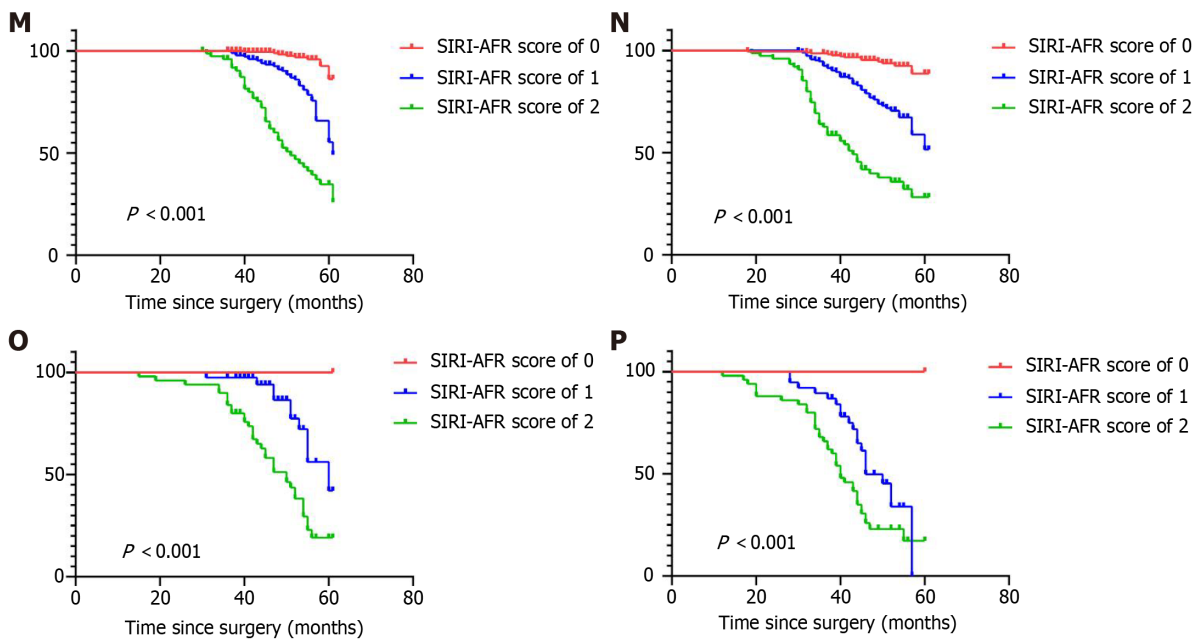 M
100
50
0
0 20 40 60 80
Time since surgery (months)
P < 0.001
SIRI-AFR score of 0
SIRI-AFR score of 1
SIRI-AFR score of 2
N
100
50
0
0 20 40 60 80
Time since surgery (months)
P < 0.001
SIRI-AFR score of 0
SIRI-AFR score of 1
SIRI-AFR score of 2
O
100
50
0
0 20 40 60 80
Time since surgery (months)
P < 0.001
SIRI-AFR score of 0
SIRI-AFR score of 1
SIRI-AFR score of 2
P
100
50
0
0 20 40 60 80
Time since surgery (months)
P < 0.001
SIRI-AFR score of 0
SIRI-AFR score of 1
SIRI-AFR score of 2